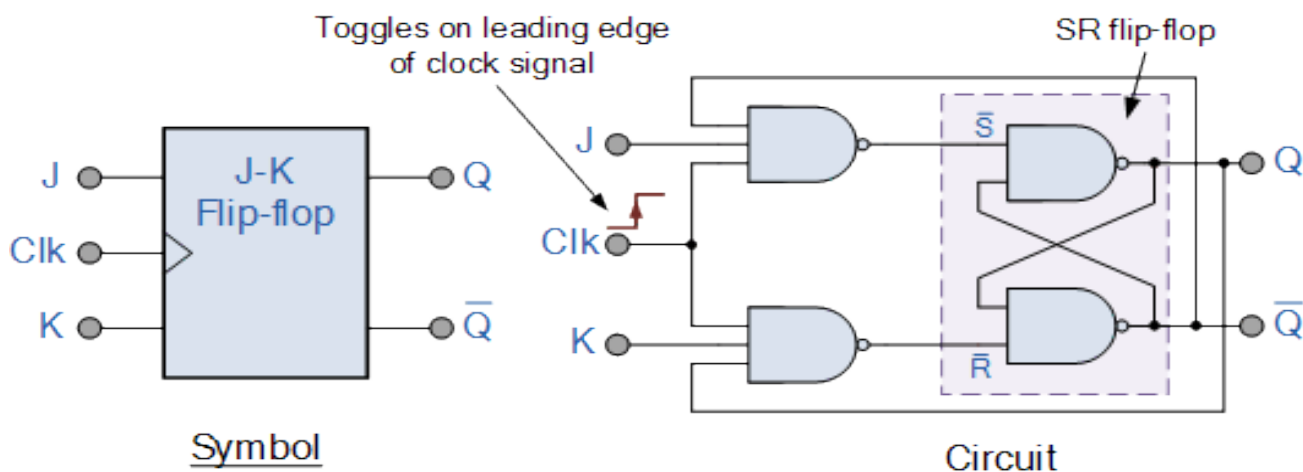 Toggles on leading edge
of clock signal
SR flip-flop
J
Clk
K
J-K
Flip-flop
Q
Q̅
J
Clk
K
S̅
R̅
Q
Q̅
Symbol
Circuit